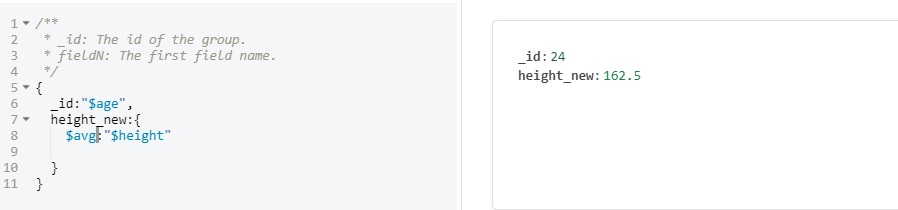 1 /**
2 * _id: The id of the group.
3 * fieldN: The first field name.
4 */
5 {
6 _id:"$age",
7 height_new:{
8 $avg:"$height"
9
10 }
11 }
_id: 24
height_new: 162.5